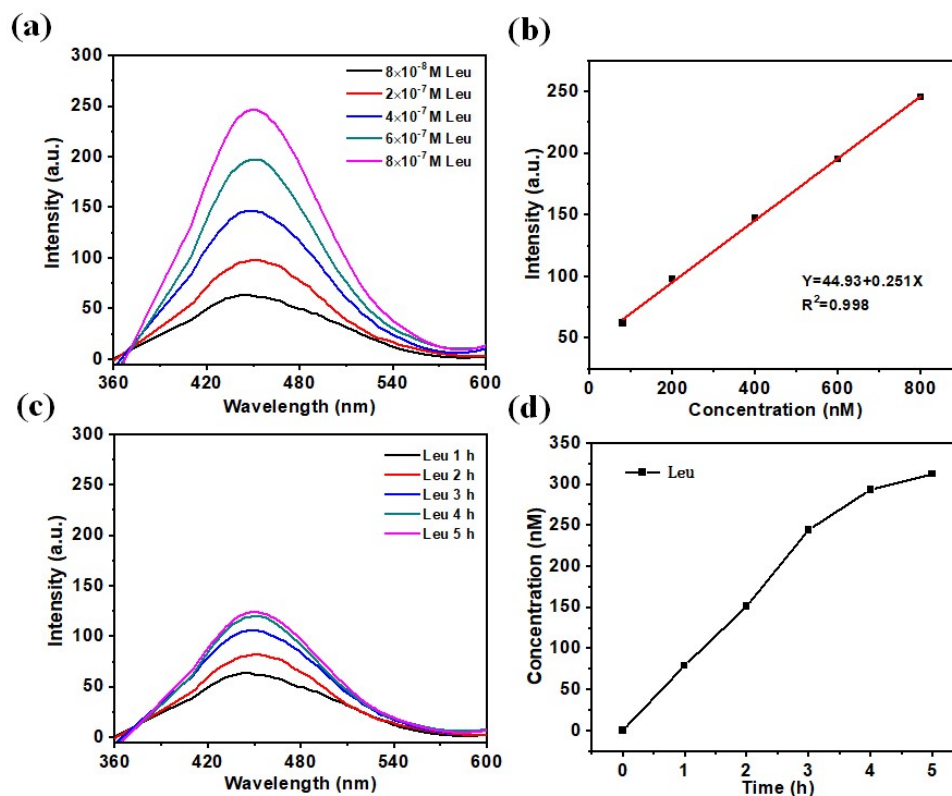 (a)
300
250
200
150
100
50
0
Intensity (a.u.)
8×10⁻⁸ M Leu
2×10⁻⁷ M Leu
4×10⁻⁷ M Leu
6×10⁻⁷ M Leu
8×10⁻⁷ M Leu
360 420 480 540 600
Wavelength (nm)
(b)
250
200
150
100
50
Intensity (a.u.)
Y=44.93+0.251X
R²=0.998
0 200 400 600 800
Concentration (nM)
(c)
300
250
200
150
100
50
0
Intensity (a.u.)
Leu 1 h
Leu 2 h
Leu 3 h
Leu 4 h
Leu 5 h
360 420 480 540 600
Wavelength (nm)
(d)
350
300
250
200
150
100
50
0
Concentration (nM)
Leu
0 1 2 3 4 5
Time (h)